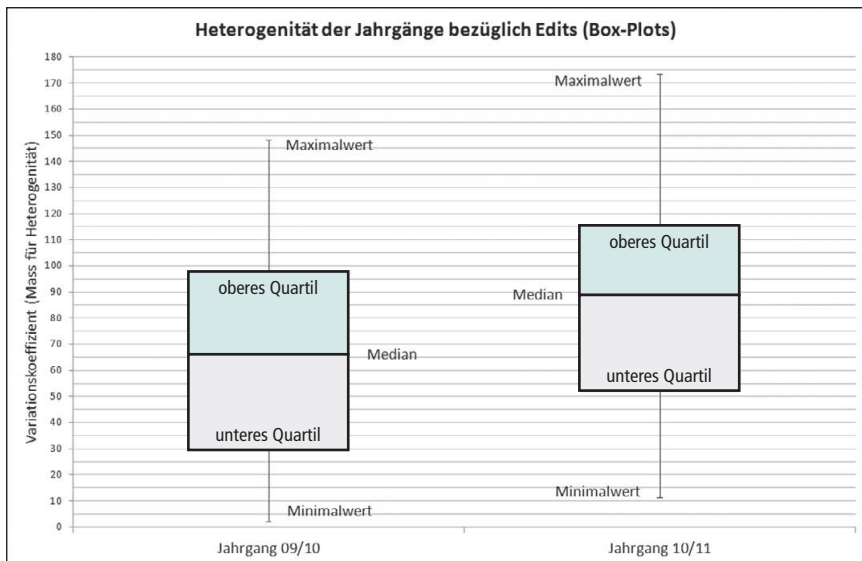 Heterogenität der Jahrgänge bezüglich Edits (Box-Plots)
Variationskoeffizient (Mass für Heterogenität)
180
170
160
150
140
130
120
110
100
90
80
70
60
50
40
30
20
10
0
Maximalwert
oberes Quartil
Median
unteres Quartil
Minimalwert
Jahrgang 09/10
Maximalwert
oberes Quartil
Median
unteres Quartil
Minimalwert
Jahrgang 10/11